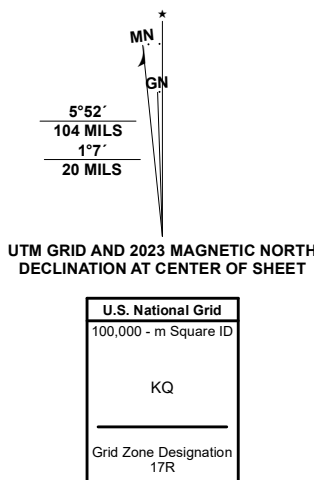 ★
MN
GN
5°52´
104 MILS
1°7´
20 MILS
UTM GRID AND 2023 MAGNETIC NORTH
DECLINATION AT CENTER OF SHEET
U.S. National Grid
100,000 - m Square ID
KQ
Grid Zone Designation
17R